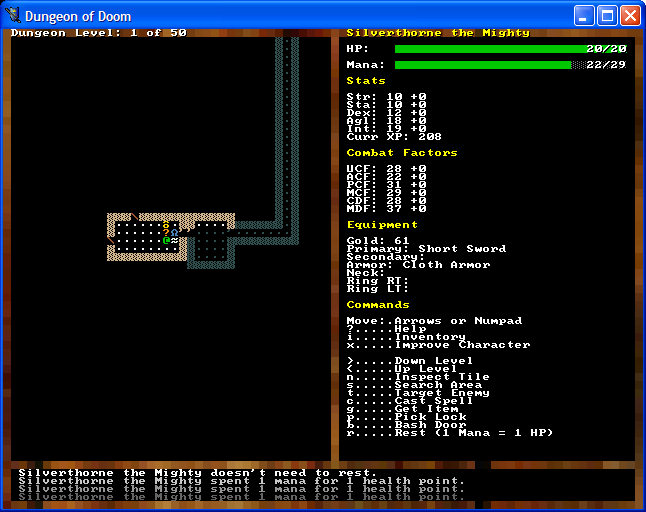 Dungeon of Doom
Dungeon Level: 1 of 50
Silverthorne the Mighty
HP: 20/20
Mana: 22/29
Stats
Str: 10 +0
Sta: 10 +0
Dex: 12 +0
Agl: 18 +0
Int: 19 +0
Curr XP: 208
Combat Factors
UCF: 28 +0
ACF: 22 +0
PCF: 31 +0
MCF: 29 +0
CDF: 28 +0
MDF: 37 +0
Equipment
Gold: 61
Primary: Short Sword
Secondary:
Armor: Cloth Armor
Neck:
Ring RT:
Ring LT:
Commands
Move:.Arrows or Numpad
?.....Help
i.....Inventory
x.....Improve Character
>.....Down Level
<.....Up Level
n.....Inspect Tile
s.....Search Area
t.....Target Enemy
c.....Cast Spell
g.....Get Item
p.....Pick Lock
b.....Bash Door
r.....Rest (1 Mana = 1 HP)
Silverthorne the Mighty doesn't need to rest.
Silverthorne the Mighty spent 1 mana for 1 health point.
Silverthorne the Mighty spent 1 mana for 1 health point.
Silverthorne the Mighty spent 1 mana for 1 health point.